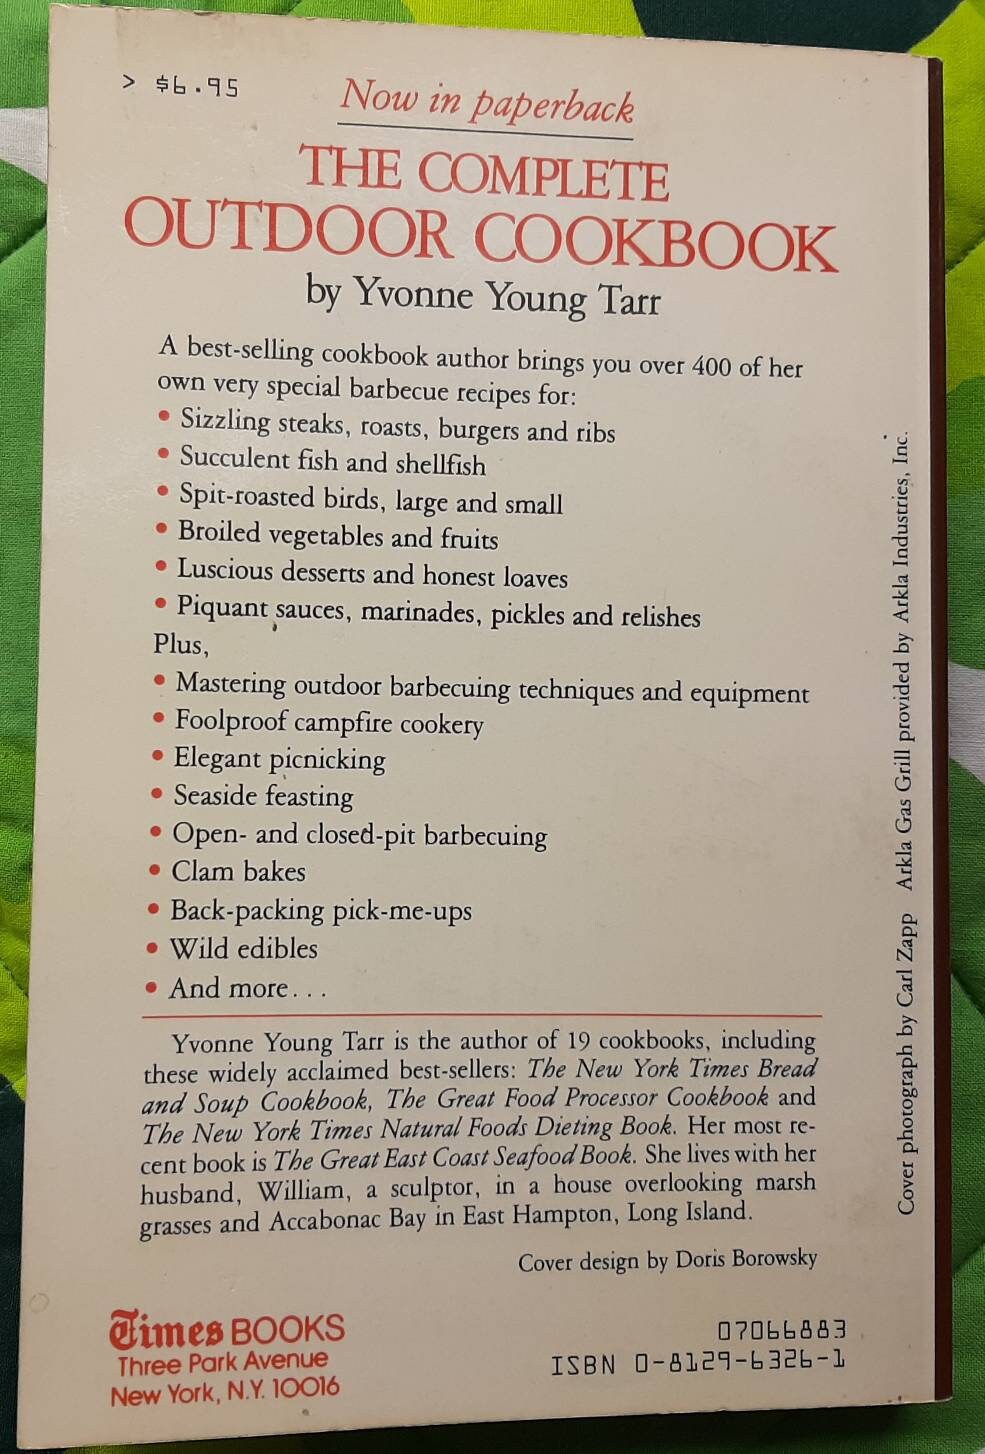 > $6.95
Now in paperback
THE COMPLETE
OUTDOOR COOKBOOK
by Yvonne Young Tarr
A best-selling cookbook author brings you over 400 of her
own very special barbecue recipes for:
• Sizzling steaks, roasts, burgers and ribs
• Succulent fish and shellfish
• Spit-roasted birds, large and small
• Broiled vegetables and fruits
• Luscious desserts and honest loaves
• Piquant sauces, marinades, pickles and relishes
Plus,
• Mastering outdoor barbecuing techniques and equipment
• Foolproof campfire cookery
• Elegant picnicking
• Seaside feasting
• Open- and closed-pit barbecuing
• Clam bakes
• Back-packing pick-me-ups
• Wild edibles
• And more...
Yvonne Young Tarr is the author of 19 cookbooks, including
these widely acclaimed best-sellers: The New York Times Bread
and Soup Cookbook, The Great Food Processor Cookbook and
The New York Times Natural Foods Dieting Book. Her most re-
cent book is The Great East Coast Seafood Book. She lives with her
husband, William, a sculptor, in a house overlooking marsh
grasses and Accabonac Bay in East Hampton, Long Island.
Cover design by Doris Borowsky
Times BOOKS
Three Park Avenue
New York, N.Y. 10016
07066883
ISBN 0-8129-6326-1
Cover photograph by Carl Zapp Arkla Gas Grill provided by Arkla Industries, Inc.